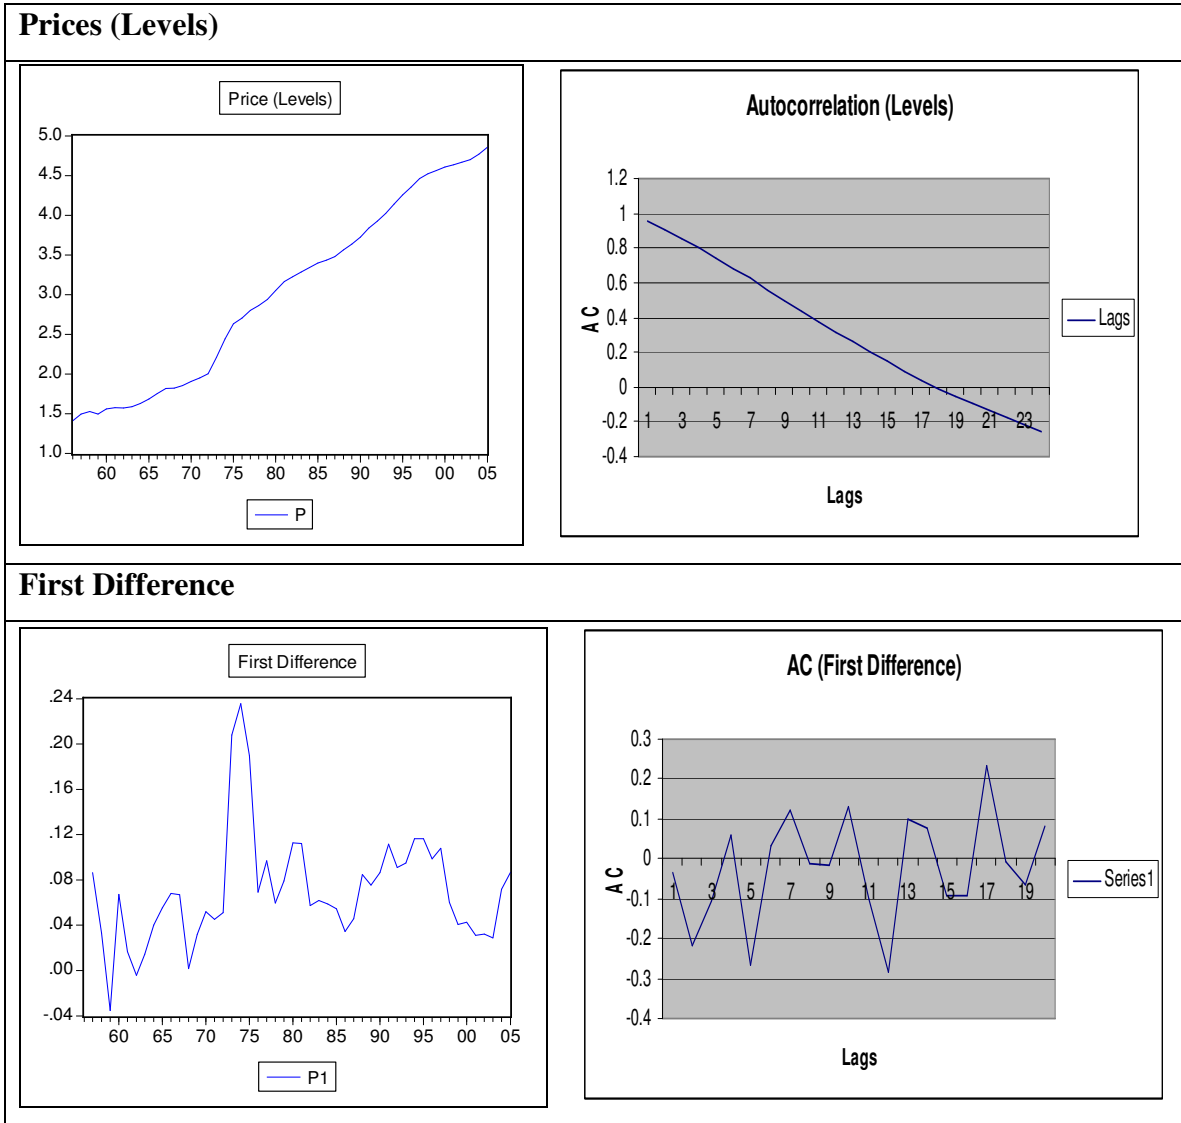 Prices (Levels)
Price (Levels)
5.0
4.5
4.0
3.5
3.0
2.5
2.0
1.5
1.0
60 65 70 75 80 85 90 95 00 05
P
Autocorrelation (Levels)
1.2
1
0.8
0.6
0.4
0.2
0
-0.2
-0.4
A C
1 3 5 7 9 11 13 15 17 19 21 23
Lags
Lags
First Difference
First Difference
.24
.20
.16
.12
.08
.04
.00
-.04
60 65 70 75 80 85 90 95 00 05
P1
AC (First Difference)
0.3
0.2
0.1
0
-0.1
-0.2
-0.3
-0.4
A C
1 3 5 7 9 11 13 15 17 19
Series1
Lags